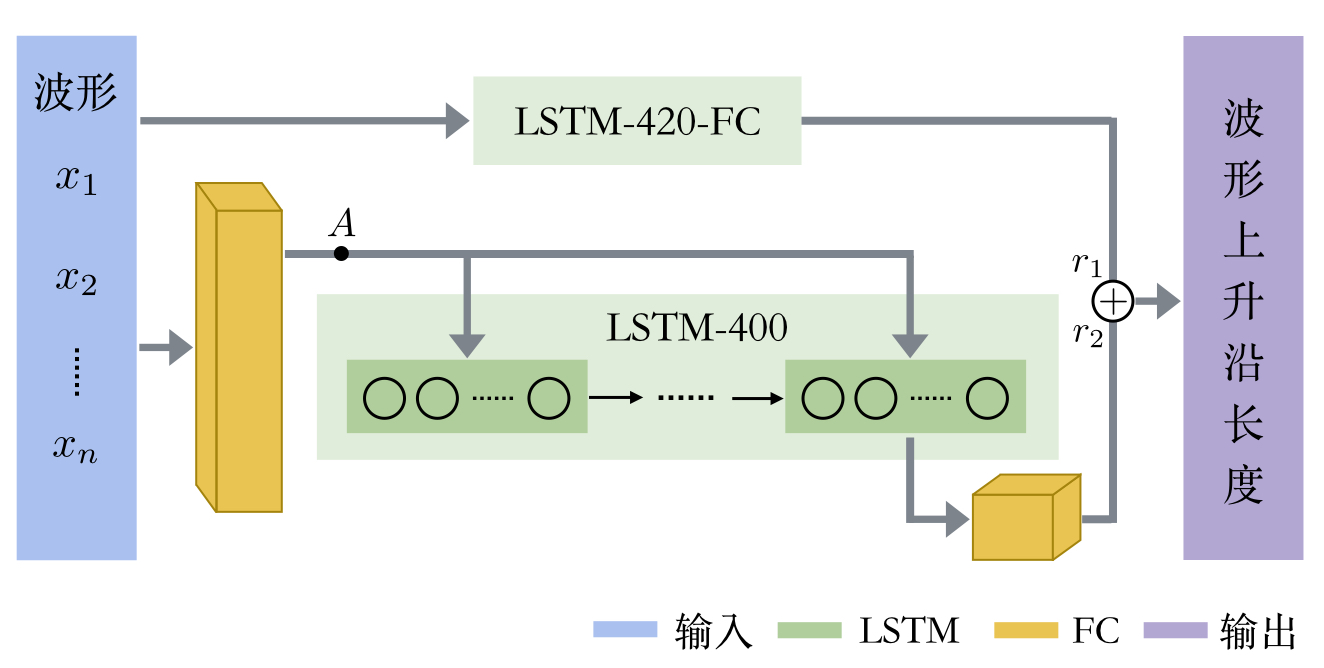 波形
x₁
x₂
......
xₙ
LSTM-420-FC
A
LSTM-400
......
......
......
r₁
+
r₂
波形上升沿长度
输入
LSTM
FC
输出